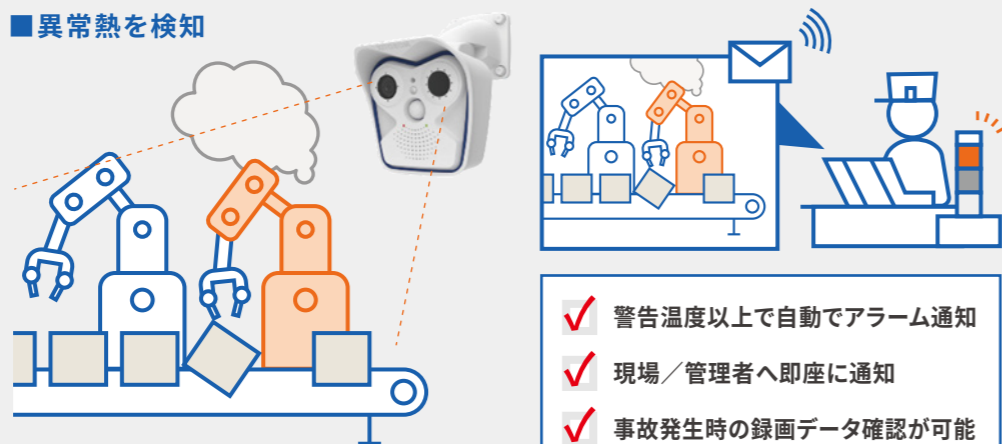 ■異常熱を検知
警告温度以上で自動でアラーム通知
現場／管理者へ即座に通知
事故発生時の録画データ確認が可能